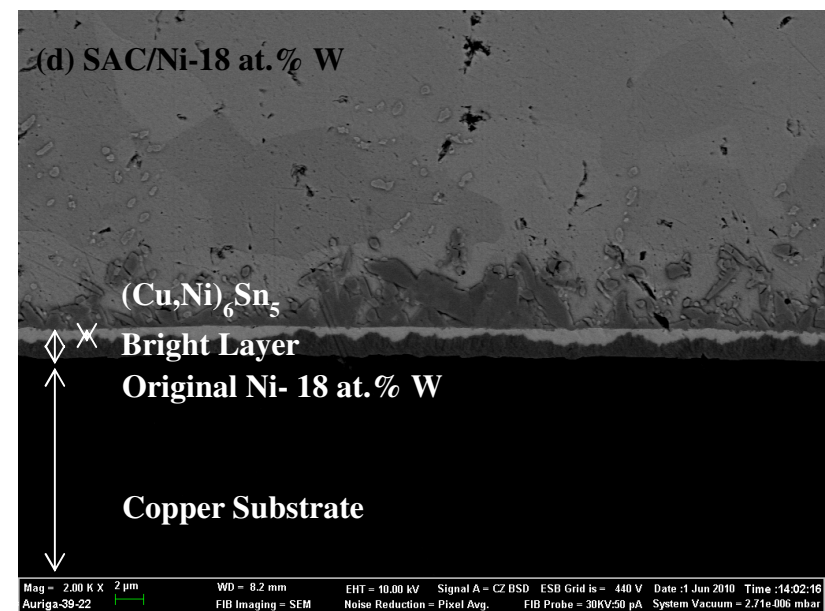 (d) SAC/Ni-18 at.% W
(Cu,Ni)6Sn5
Bright Layer
Original Ni- 18 at.% W
Copper Substrate
Mag = 2.00 K X 2 µm WD = 8.2 mm EHT = 10.00 kV Signal A = CZ BSD ESB Grid is = 440 V Date :1 Jun 2010 Time :14:02:16
Auriga-39-22 FIB Imaging = SEM Noise Reduction = Pixel Avg. FIB Probe = 30KV:50 pA System Vacuum = 2.71e-006 mbar